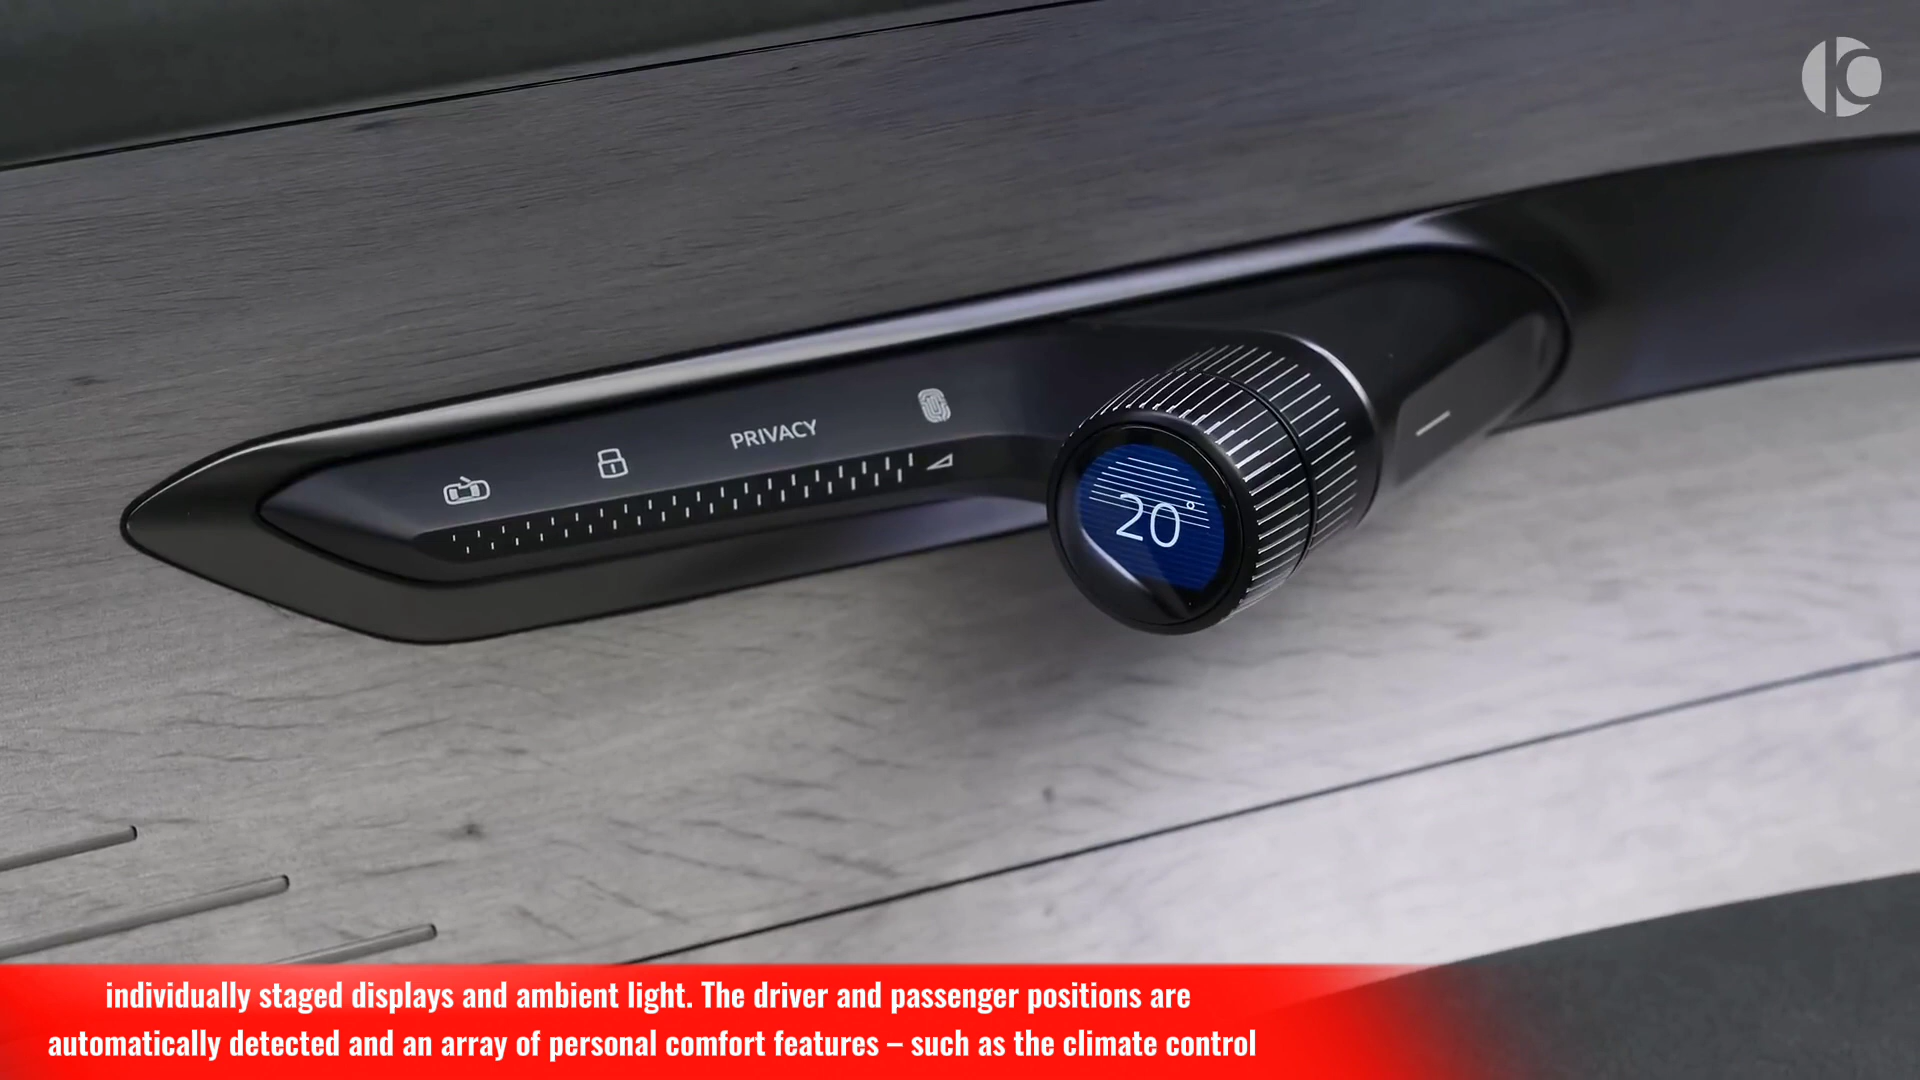 PRIVACY
20°
individually staged displays and ambient light. The driver and passenger positions are
automatically detected and an array of personal comfort features – such as the climate control